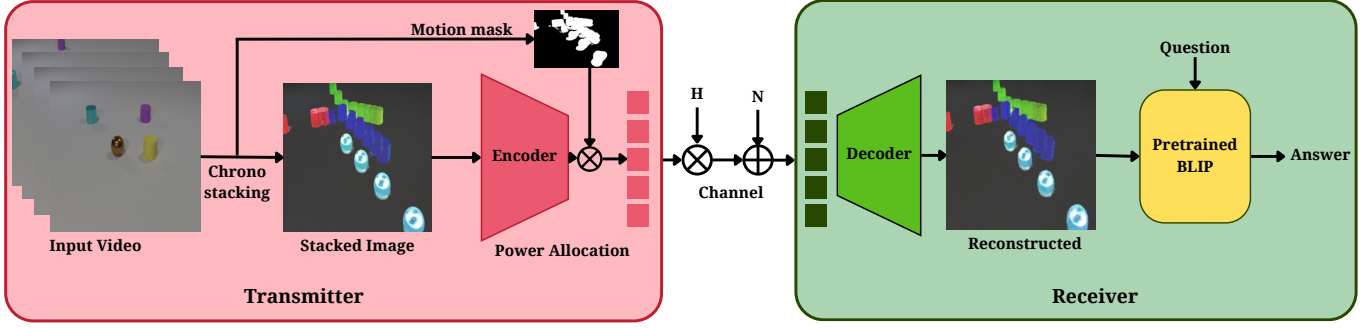 Motion mask
Input Video
Chrono
stacking
Stacked Image
Encoder
Power Allocation
Transmitter
H
N
Channel
Decoder
Reconstructed
Question
Pretrained
BLIP
Answer
Receiver